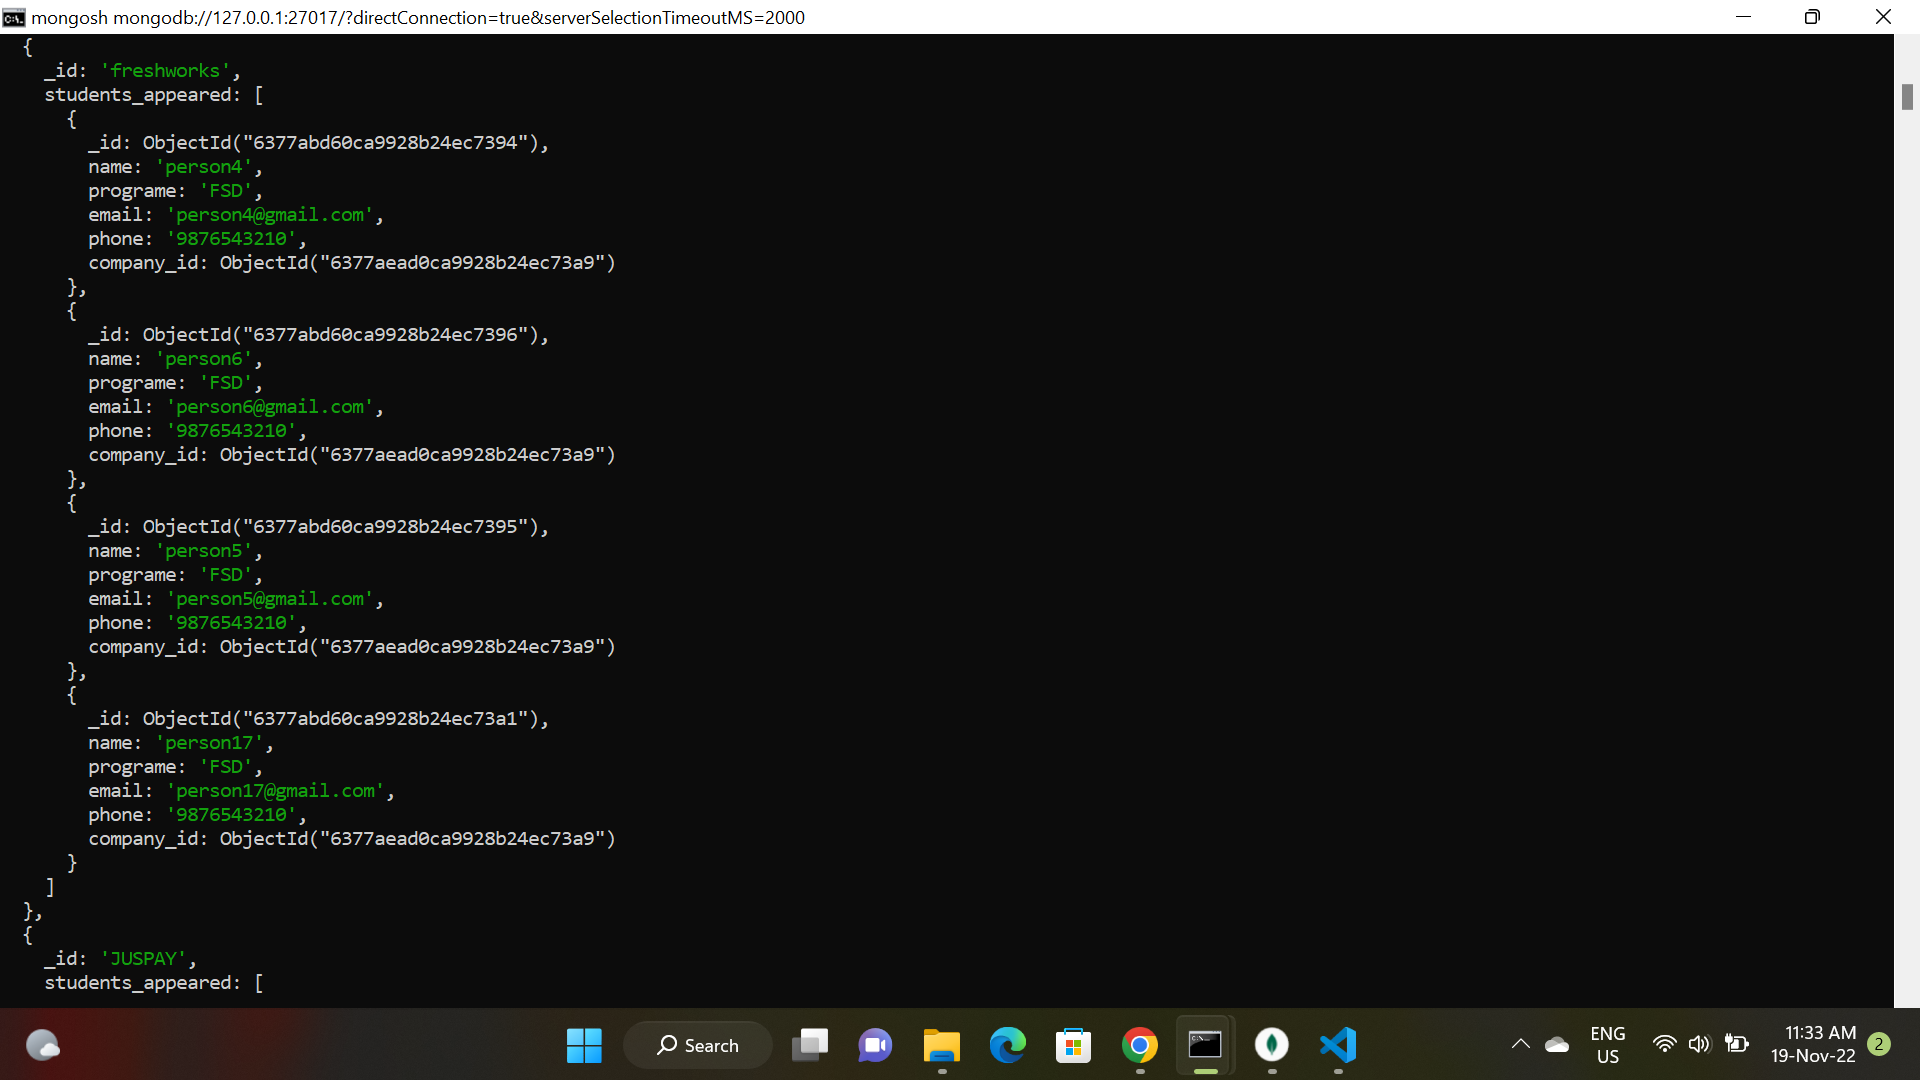 mongosh mongodb://127.0.0.1:27017/?directConnection=true&serverSelectionTimeoutMS=2000
{
_id: 'freshworks',
students_appeared: [
{
_id: ObjectId("6377abd60ca9928b24ec7394"),
name: 'person4',
programe: 'FSD',
email: 'person4@gmail.com',
phone: '9876543210',
company_id: ObjectId("6377aead0ca9928b24ec73a9")
},
{
_id: ObjectId("6377abd60ca9928b24ec7396"),
name: 'person6',
programe: 'FSD',
email: 'person6@gmail.com',
phone: '9876543210',
company_id: ObjectId("6377aead0ca9928b24ec73a9")
},
{
_id: ObjectId("6377abd60ca9928b24ec7395"),
name: 'person5',
programe: 'FSD',
email: 'person5@gmail.com',
phone: '9876543210',
company_id: ObjectId("6377aead0ca9928b24ec73a9")
},
{
_id: ObjectId("6377abd60ca9928b24ec73a1"),
name: 'person17',
programe: 'FSD',
email: 'person17@gmail.com',
phone: '9876543210',
company_id: ObjectId("6377aead0ca9928b24ec73a9")
}
]
},
{
_id: 'JUSPAY',
students_appeared: [
Search
ENG
US
11:33 AM
19-Nov-22
2